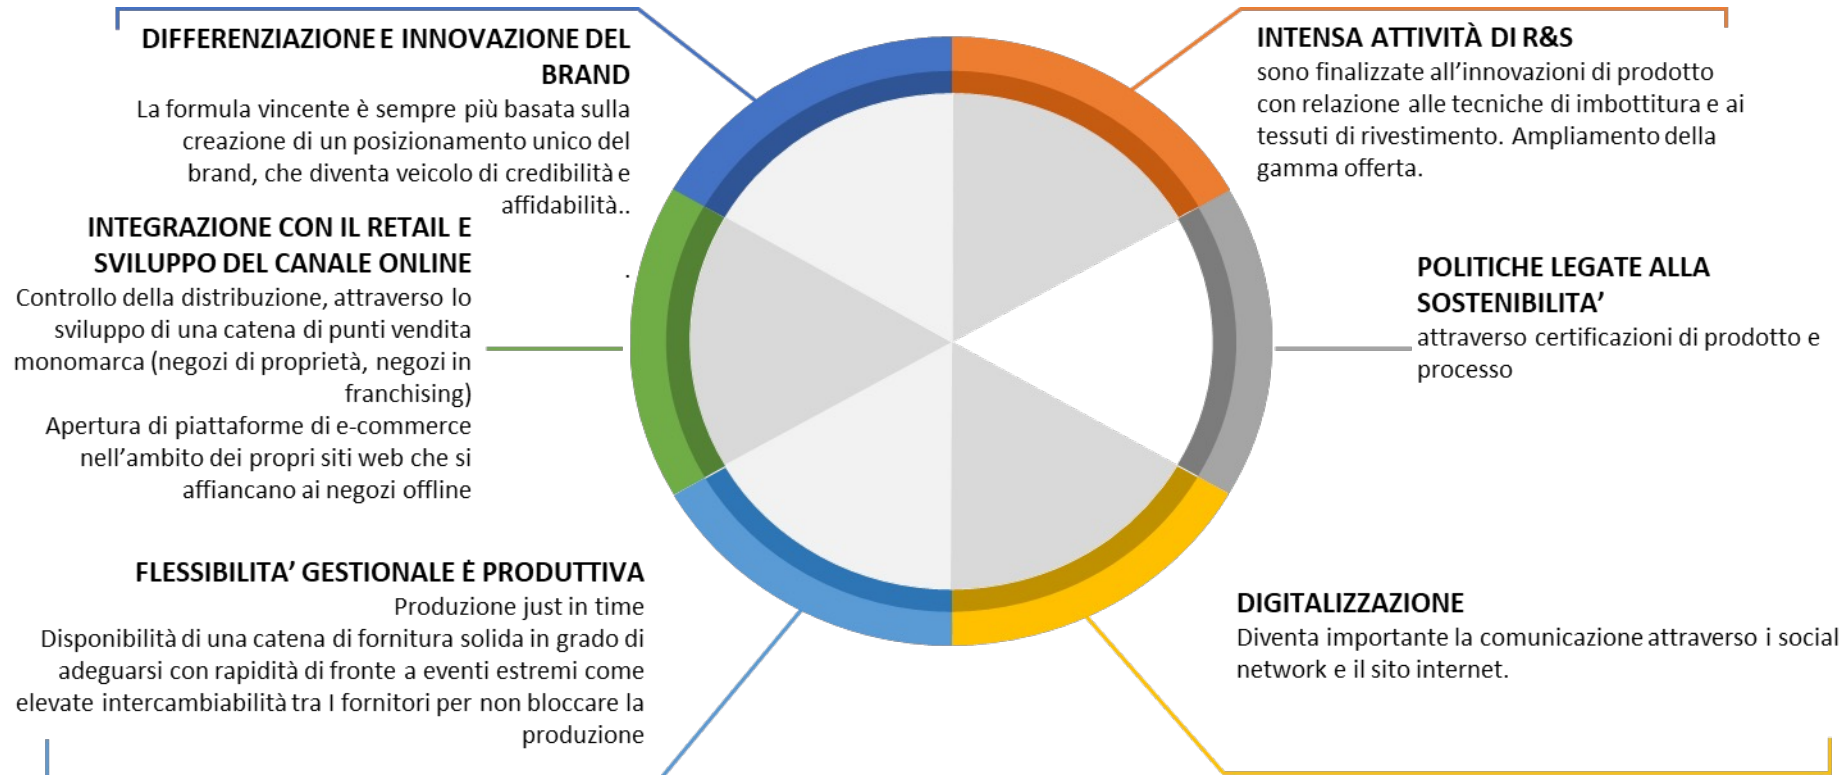 DIFFERENZIAZIONE E INNOVAZIONE DEL
BRAND
La formula vincente è sempre più basata sulla
creazione di un posizionamento unico del
brand, che diventa veicolo di credibilità e
affidabilità..
.
INTEGRAZIONE CON IL RETAIL E
SVILUPPO DEL CANALE ONLINE
Controllo della distribuzione, attraverso lo
sviluppo di una catena di punti vendita
monomarca (negozi di proprietà, negozi in
franchising)
Apertura di piattaforme di e-commerce
nell’ambito dei propri siti web che si
affiancano ai negozi offline
FLESSIBILITA’ GESTIONALE Ė PRODUTTIVA
Produzione just in time
Disponibilità di una catena di fornitura solida in grado di
adeguarsi con rapidità di fronte a eventi estremi come
elevate intercambiabilità tra I fornitori per non bloccare la
produzione
INTENSA ATTIVITÀ DI R&S
sono finalizzate all’innovazioni di prodotto
con relazione alle tecniche di imbottitura e ai
tessuti di rivestimento. Ampliamento della
gamma offerta.
POLITICHE LEGATE ALLA
SOSTENIBILITA’
attraverso certificazioni di prodotto e
processo
DIGITALIZZAZIONE
Diventa importante la comunicazione attraverso i social
network e il sito internet.